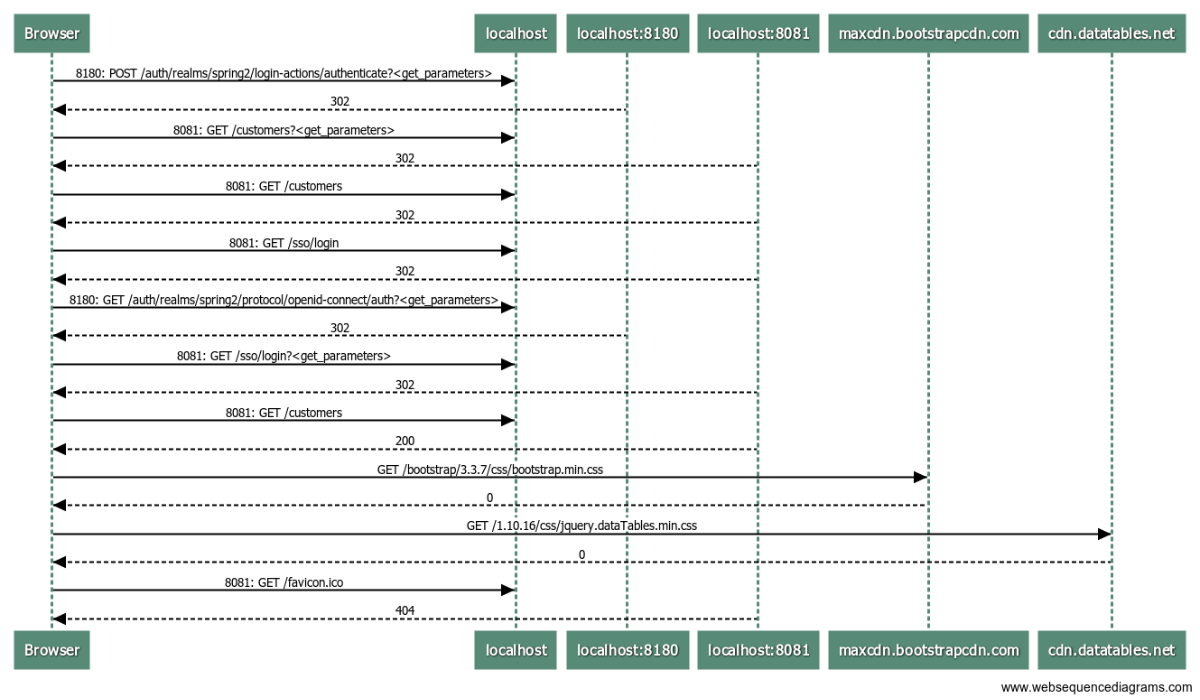 Browser localhost localhost:8180 localhost:8081 maxcdn.bootstrapcdn.com cdn.datatables.net
8180: POST /auth/realms/spring2/login-actions/authenticate?<get_parameters>
302
8081: GET /customers?<get_parameters>
302
8081: GET /customers
302
8081: GET /sso/login
302
8180: GET /auth/realms/spring2/protocol/openid-connect/auth?<get_parameters>
302
8081: GET /sso/login?<get_parameters>
302
8081: GET /customers
200
GET /bootstrap/3.3.7/css/bootstrap.min.css
0
GET /1.10.16/css/jquery.dataTables.min.css
0
8081: GET /favicon.ico
404
Browser localhost localhost:8180 localhost:8081 maxcdn.bootstrapcdn.com cdn.datatables.net
www.websequencediagrams.com